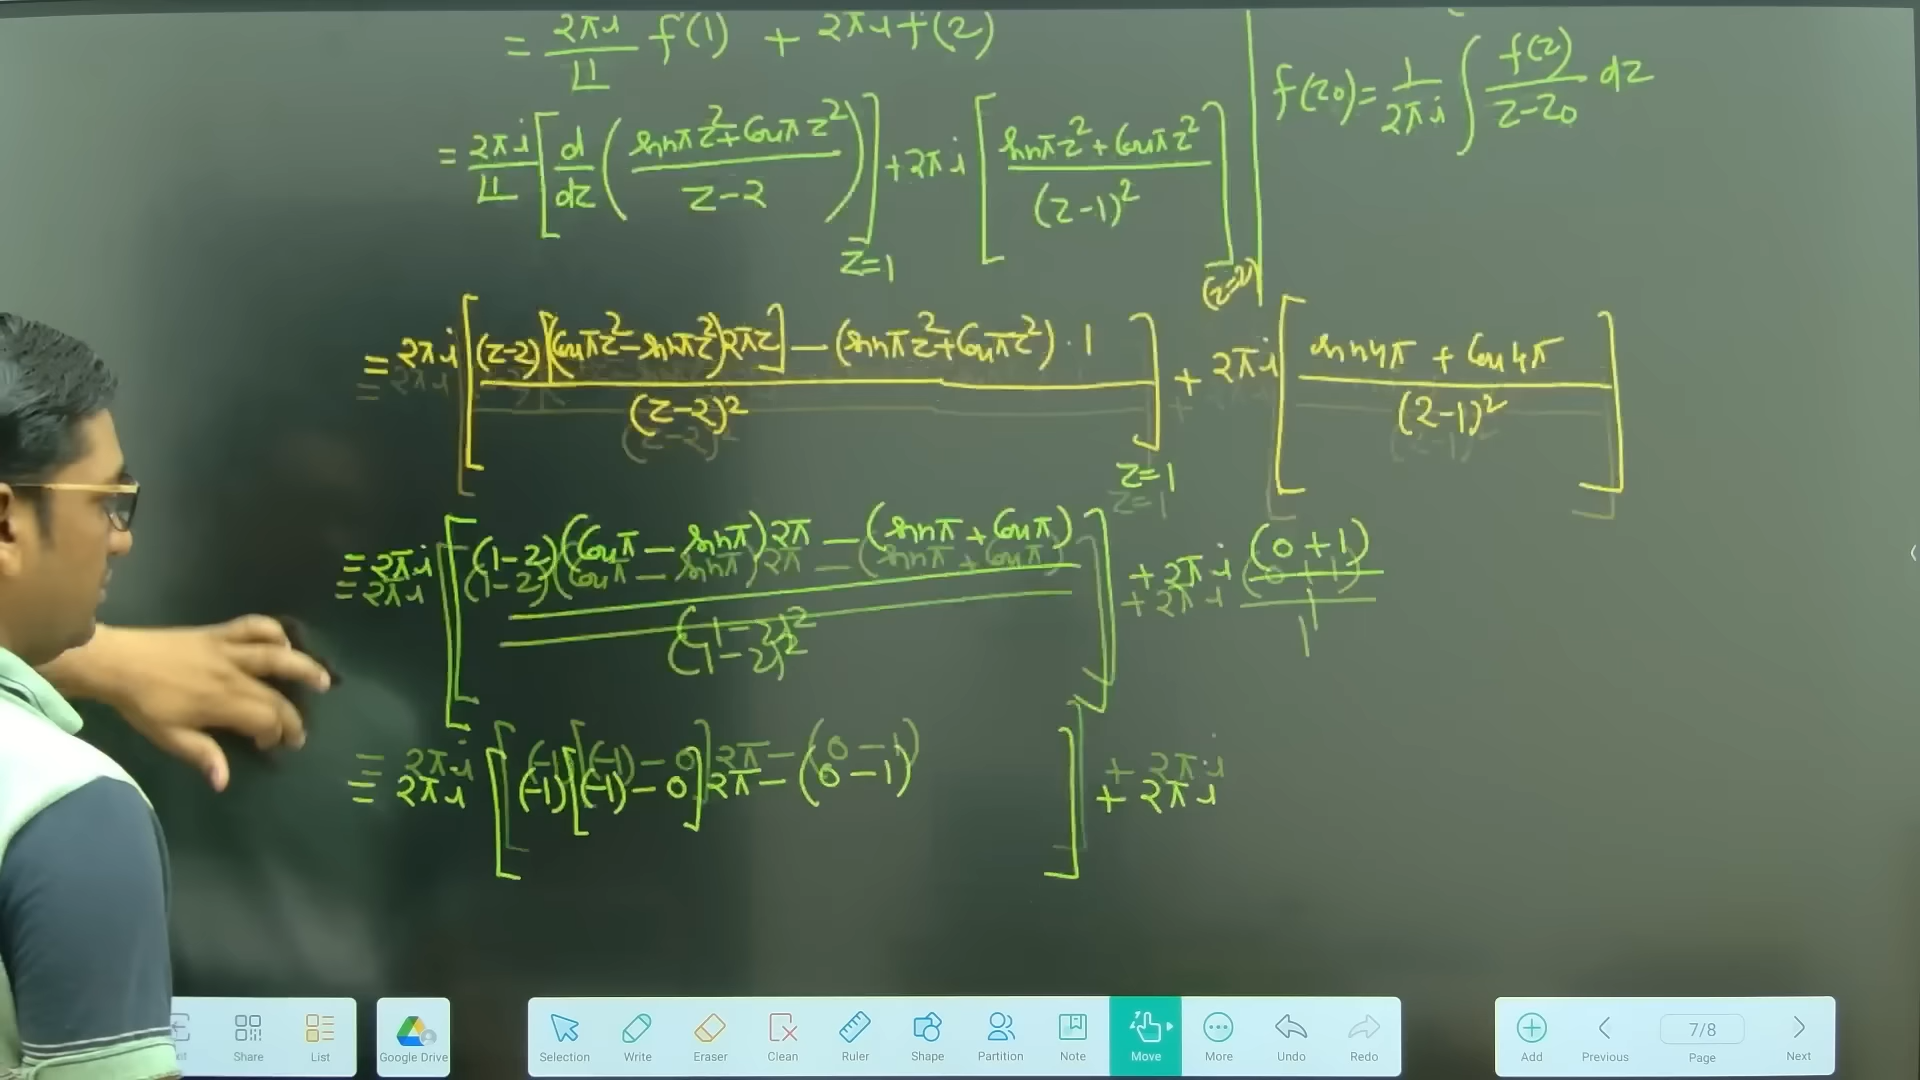 = 2πi/∟1 f'(1) + 2πi f(2)
f(z0) = 1/2πi ∫ f(z)/z-z0 dz
= 2πi/∟1 [d/dz (sinπz²+Cosπz²/z-2)]z=1 + 2πi [sinπz²+Cosπz²/(z-1)²](z=2)
= 2πi [(z-2)[(Cosπz²-sinπz²)2πz] - (sinπz²+Cosπz²)·1/(z-2)²]z=1 + 2πi [sin4π + Cos4π/(2-1)²]
= 2πi [(1-2)(Cosπ - sinπ)2π - (sinπ+Cosπ)/(1-2)²] + 2πi (0+1)/1
= 2πi [(-1)[(-1)-0]2π-(0-1)] + 2πi
Share List Google Drive Selection Write Eraser Clean Ruler Shape Partition Note Move More Undo Redo Add Previous 7/8 Page Next